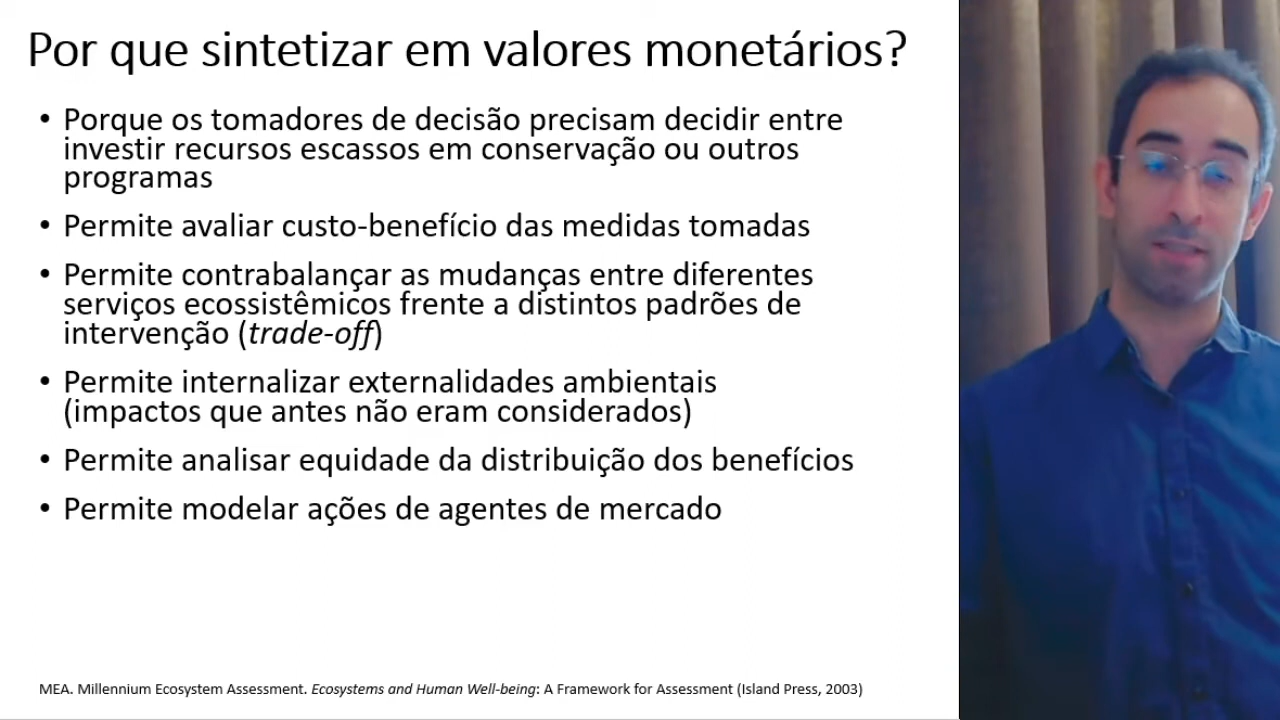 Por que sintetizar em valores monetários?
• Porque os tomadores de decisão precisam decidir entre
investir recursos escassos em conservação ou outros
programas
• Permite avaliar custo-benefício das medidas tomadas
• Permite contrabalançar as mudanças entre diferentes
serviços ecossistêmicos frente a distintos padrões de
intervenção (trade-off)
• Permite internalizar externalidades ambientais
(impactos que antes não eram considerados)
• Permite analisar equidade da distribuição dos benefícios
• Permite modelar ações de agentes de mercado
MEA. Millennium Ecosystem Assessment. Ecosystems and Human Well-being: A Framework for Assessment (Island Press, 2003)